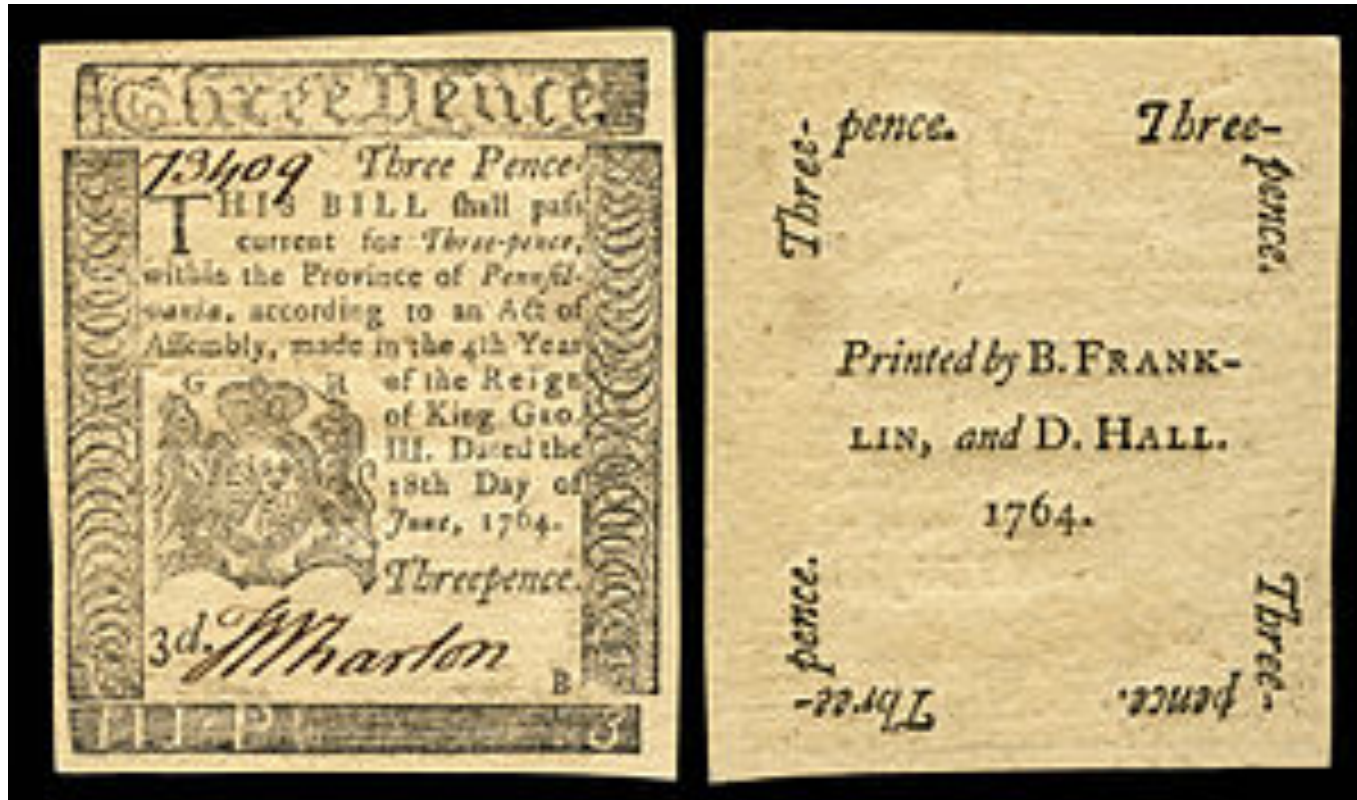 Three Pence.
73409 Three Pence.
THIS BILL ſhall paſs
current for Three-pence,
within the Province of Pennſil-
vania, according to an Act of
Aſſembly, made in the 4th Year
G R of the Reign
of King Geo.
III. Dated the
18th Day of
June, 1764.
Threepence.
3d. Wharton
B
III P 3
Three-pence.
Three-pence.
Printed by B. FRANK-
LIN, and D. HALL.
1764.
Three-pence.
Three-pence.